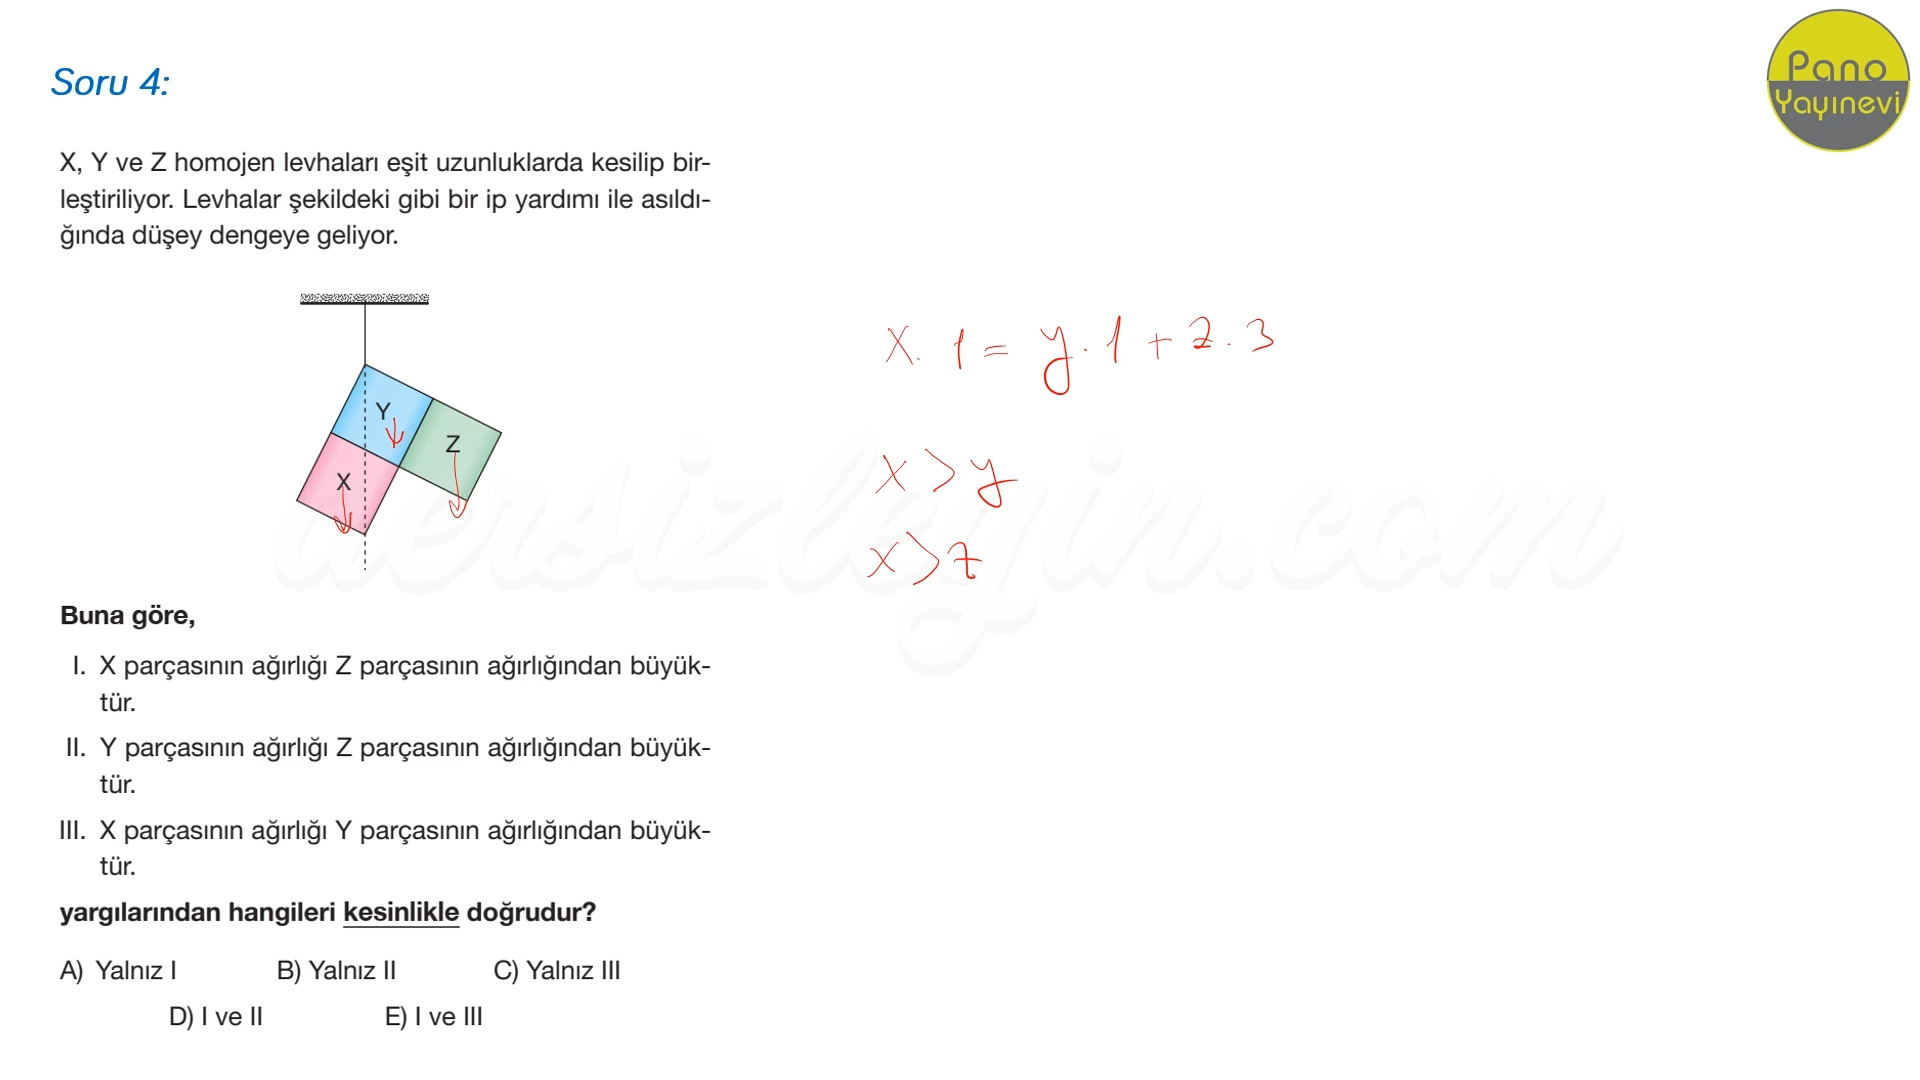 Pano
Yayınevi
Soru 4:
X, Y ve Z homojen levhaları eşit uzunluklarda kesilip bir-
leştiriliyor. Levhalar şekildeki gibi bir ip yardımı ile asıldı-
ğında düşey dengeye geliyor.
Y
Z
X
X. 1 = y. 1 + z. 3
x > y
x > z
dersizleyin.com
Buna göre,
I. X parçasının ağırlığı Z parçasının ağırlığından büyük-
tür.
II. Y parçasının ağırlığı Z parçasının ağırlığından büyük-
tür.
III. X parçasının ağırlığı Y parçasının ağırlığından büyük-
tür.
yargılarından hangileri kesinlikle doğrudur?
A) Yalnız I B) Yalnız II C) Yalnız III
D) I ve II E) I ve III